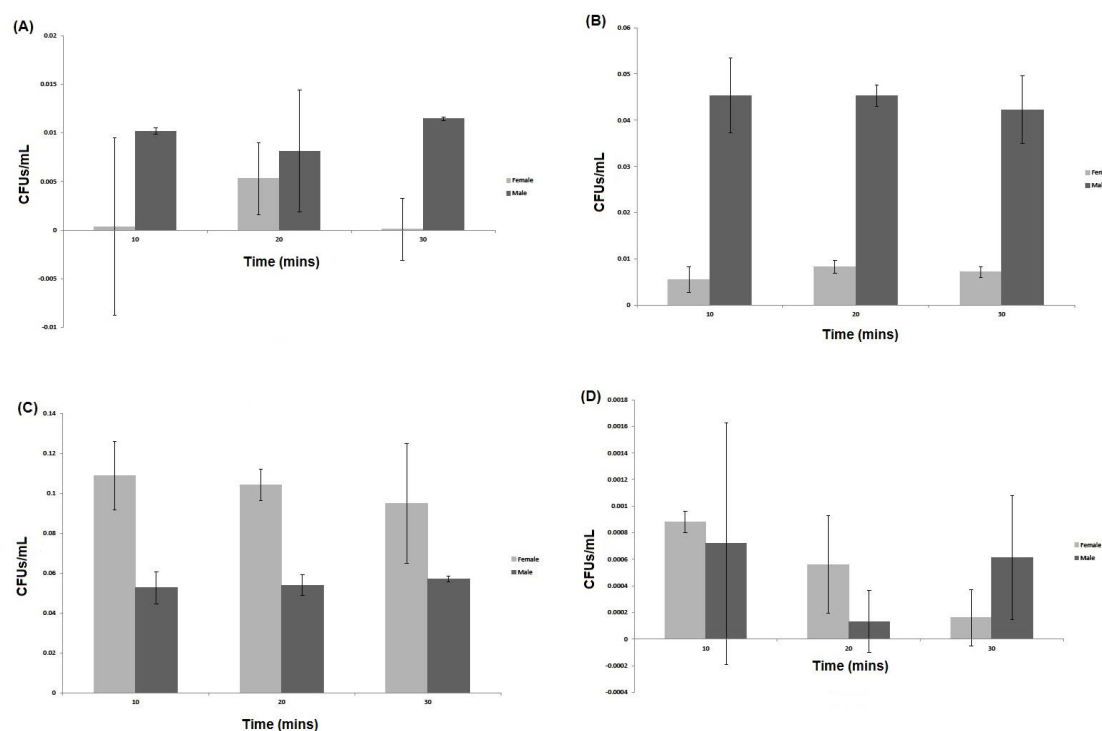 (A)
0.02
0.015
0.01
CFUs/mL
0.005
0
-0.005
-0.01
10
20
30
Time (mins)
Female
Male
(B)
0.06
0.05
0.04
CFUs/mL
0.03
0.02
0.01
0
10
20
30
Time (mins)
Fem
Mal
(C)
0.14
0.12
0.1
CFUs/mL
0.08
0.06
0.04
0.02
0
10
20
30
Time (mins)
Female
Male
(D)
0.0018
0.0016
0.0014
0.0012
0.001
CFUs/mL
0.0008
0.0006
0.0004
0.0002
0
-0.0002
-0.0004
10
20
30
Time (mins)
Female
Male